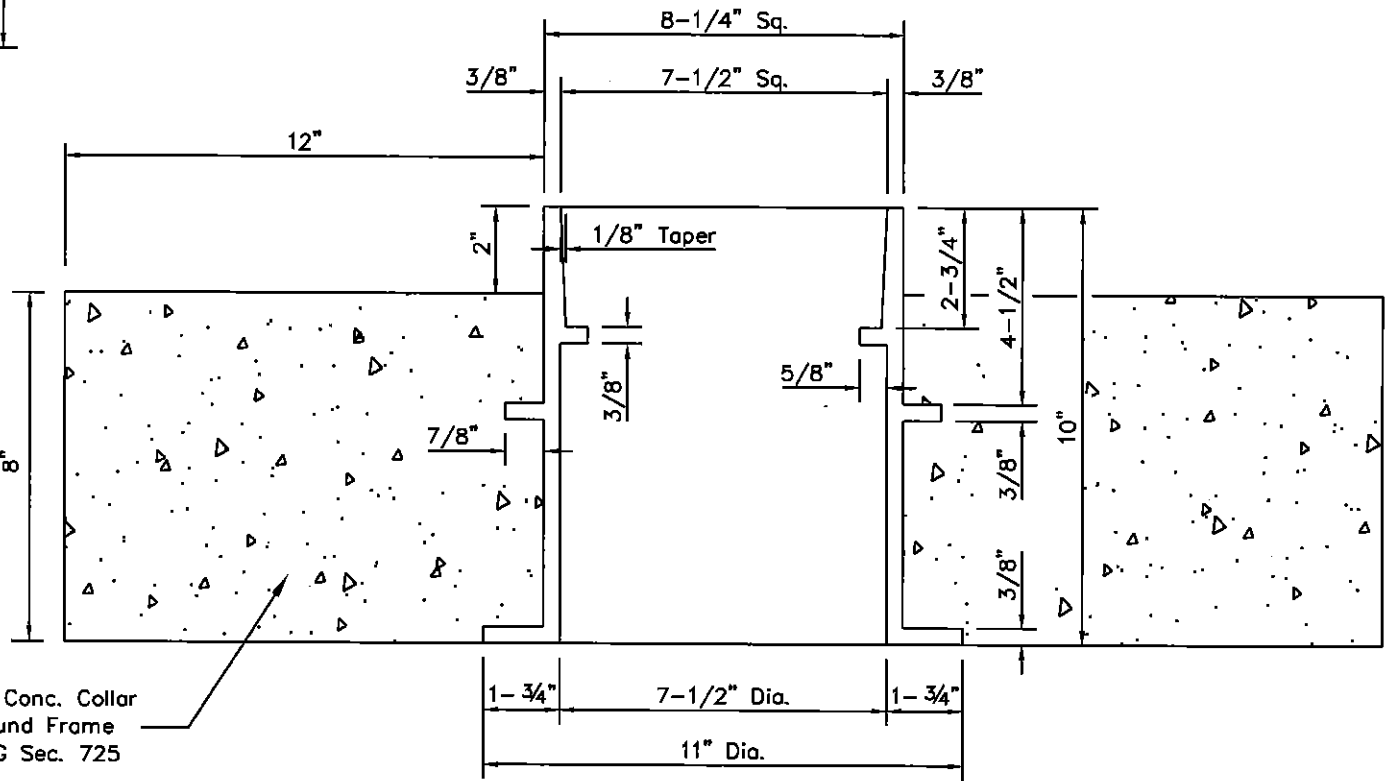 8-1/4" Sq.
3/8" 7-1/2" Sq. 3/8"
12"
2" 1/8" Taper 2-3/4" 4-1/2"
3/8" 5/8"
7/8" 10"
8" 3/8"
3/8"
1-3/4" 7-1/2" Dia. 1-3/4"
11" Dia.
Conc. Collar
und Frame
G Sec. 725